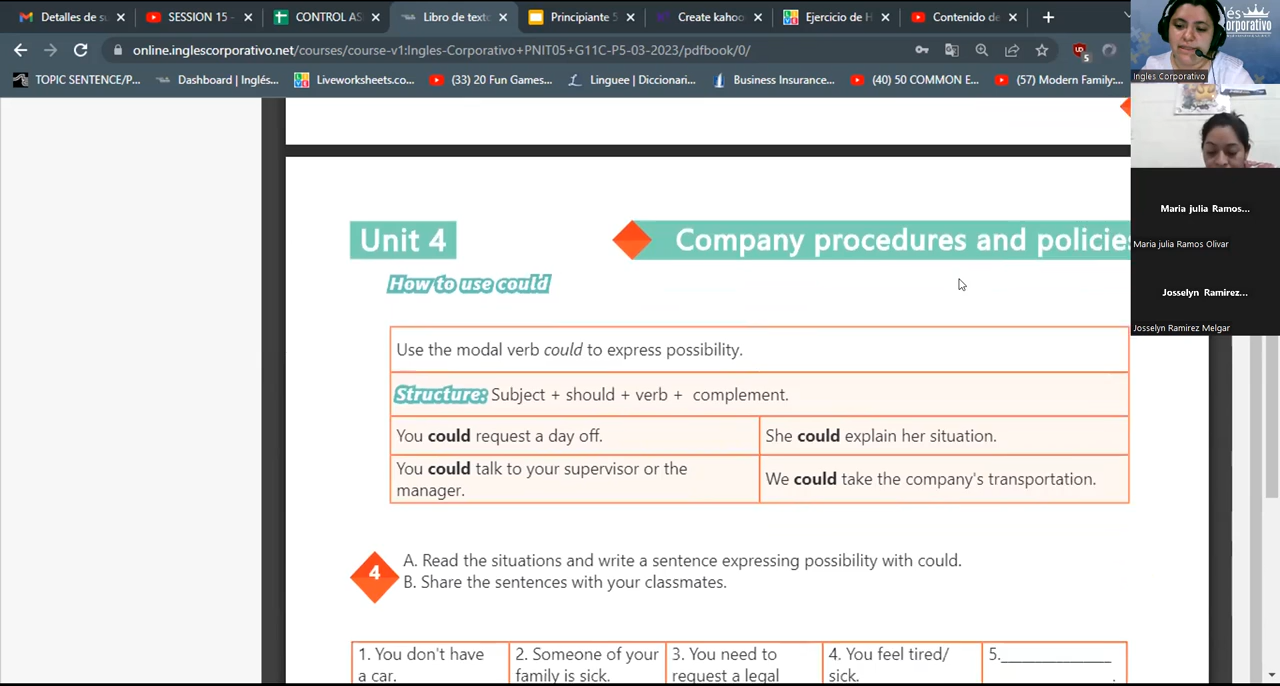 Detalles de su
SESSION 15 -
CONTROL AS
Libro de texto
Principiante 5
Create kahoo
Ejercicio de H
Contenido de
online.inglescorporativo.net/courses/course-v1:Ingles-Corporativo+PNIT05+G11C-P5-03-2023/pdfbook/0/
TOPIC SENTENCE/P...
Dashboard | Inglés...
Liveworksheets.co...
(33) 20 Fun Games...
Linguee | Diccionari...
Business Insurance...
(40) 50 COMMON E...
(57) Modern Family:...
és
orporativo
Ingles Corporativo
Maria julia Ramos...
Maria julia Ramos Olivar
Josselyn Ramirez...
Josselyn Ramirez Melgar
Unit 4
Company procedures and policie
How to use could
Use the modal verb could to express possibility.
Structure: Subject + should + verb + complement.
You could request a day off.
She could explain her situation.
You could talk to your supervisor or the
manager.
We could take the company's transportation.
4
A. Read the situations and write a sentence expressing possibility with could.
B. Share the sentences with your classmates.
1. You don't have
a car.
2. Someone of your
family is sick.
3. You need to
request a legal
4. You feel tired/
sick.
5._______________
.